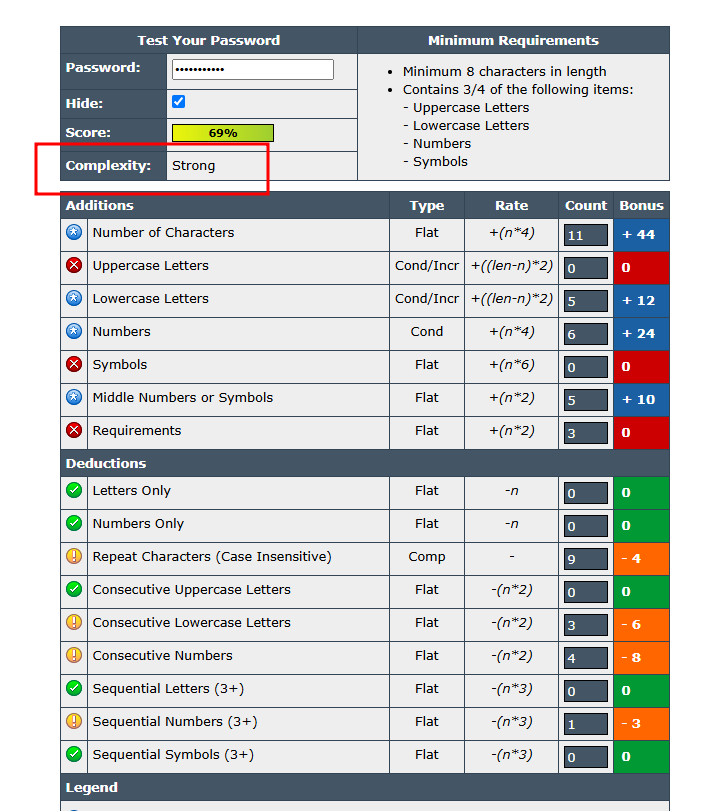 Test Your Password
Minimum Requirements
Password:
•••••••••••
Hide:
Score:
69%
Complexity:
Strong
• Minimum 8 characters in length
• Contains 3/4 of the following items:
- Uppercase Letters
- Lowercase Letters
- Numbers
- Symbols
Additions Type Rate Count Bonus
Number of Characters Flat +(n*4) 11 + 44
Uppercase Letters Cond/Incr +((len-n)*2) 0 0
Lowercase Letters Cond/Incr +((len-n)*2) 5 + 12
Numbers Cond +(n*4) 6 + 24
Symbols Flat +(n*6) 0 0
Middle Numbers or Symbols Flat +(n*2) 5 + 10
Requirements Flat +(n*2) 3 0
Deductions
Letters Only Flat -n 0 0
Numbers Only Flat -n 0 0
Repeat Characters (Case Insensitive) Comp - 9 - 4
Consecutive Uppercase Letters Flat -(n*2) 0 0
Consecutive Lowercase Letters Flat -(n*2) 3 - 6
Consecutive Numbers Flat -(n*2) 4 - 8
Sequential Letters (3+) Flat -(n*3) 0 0
Sequential Numbers (3+) Flat -(n*3) 1 - 3
Sequential Symbols (3+) Flat -(n*3) 0 0
Legend